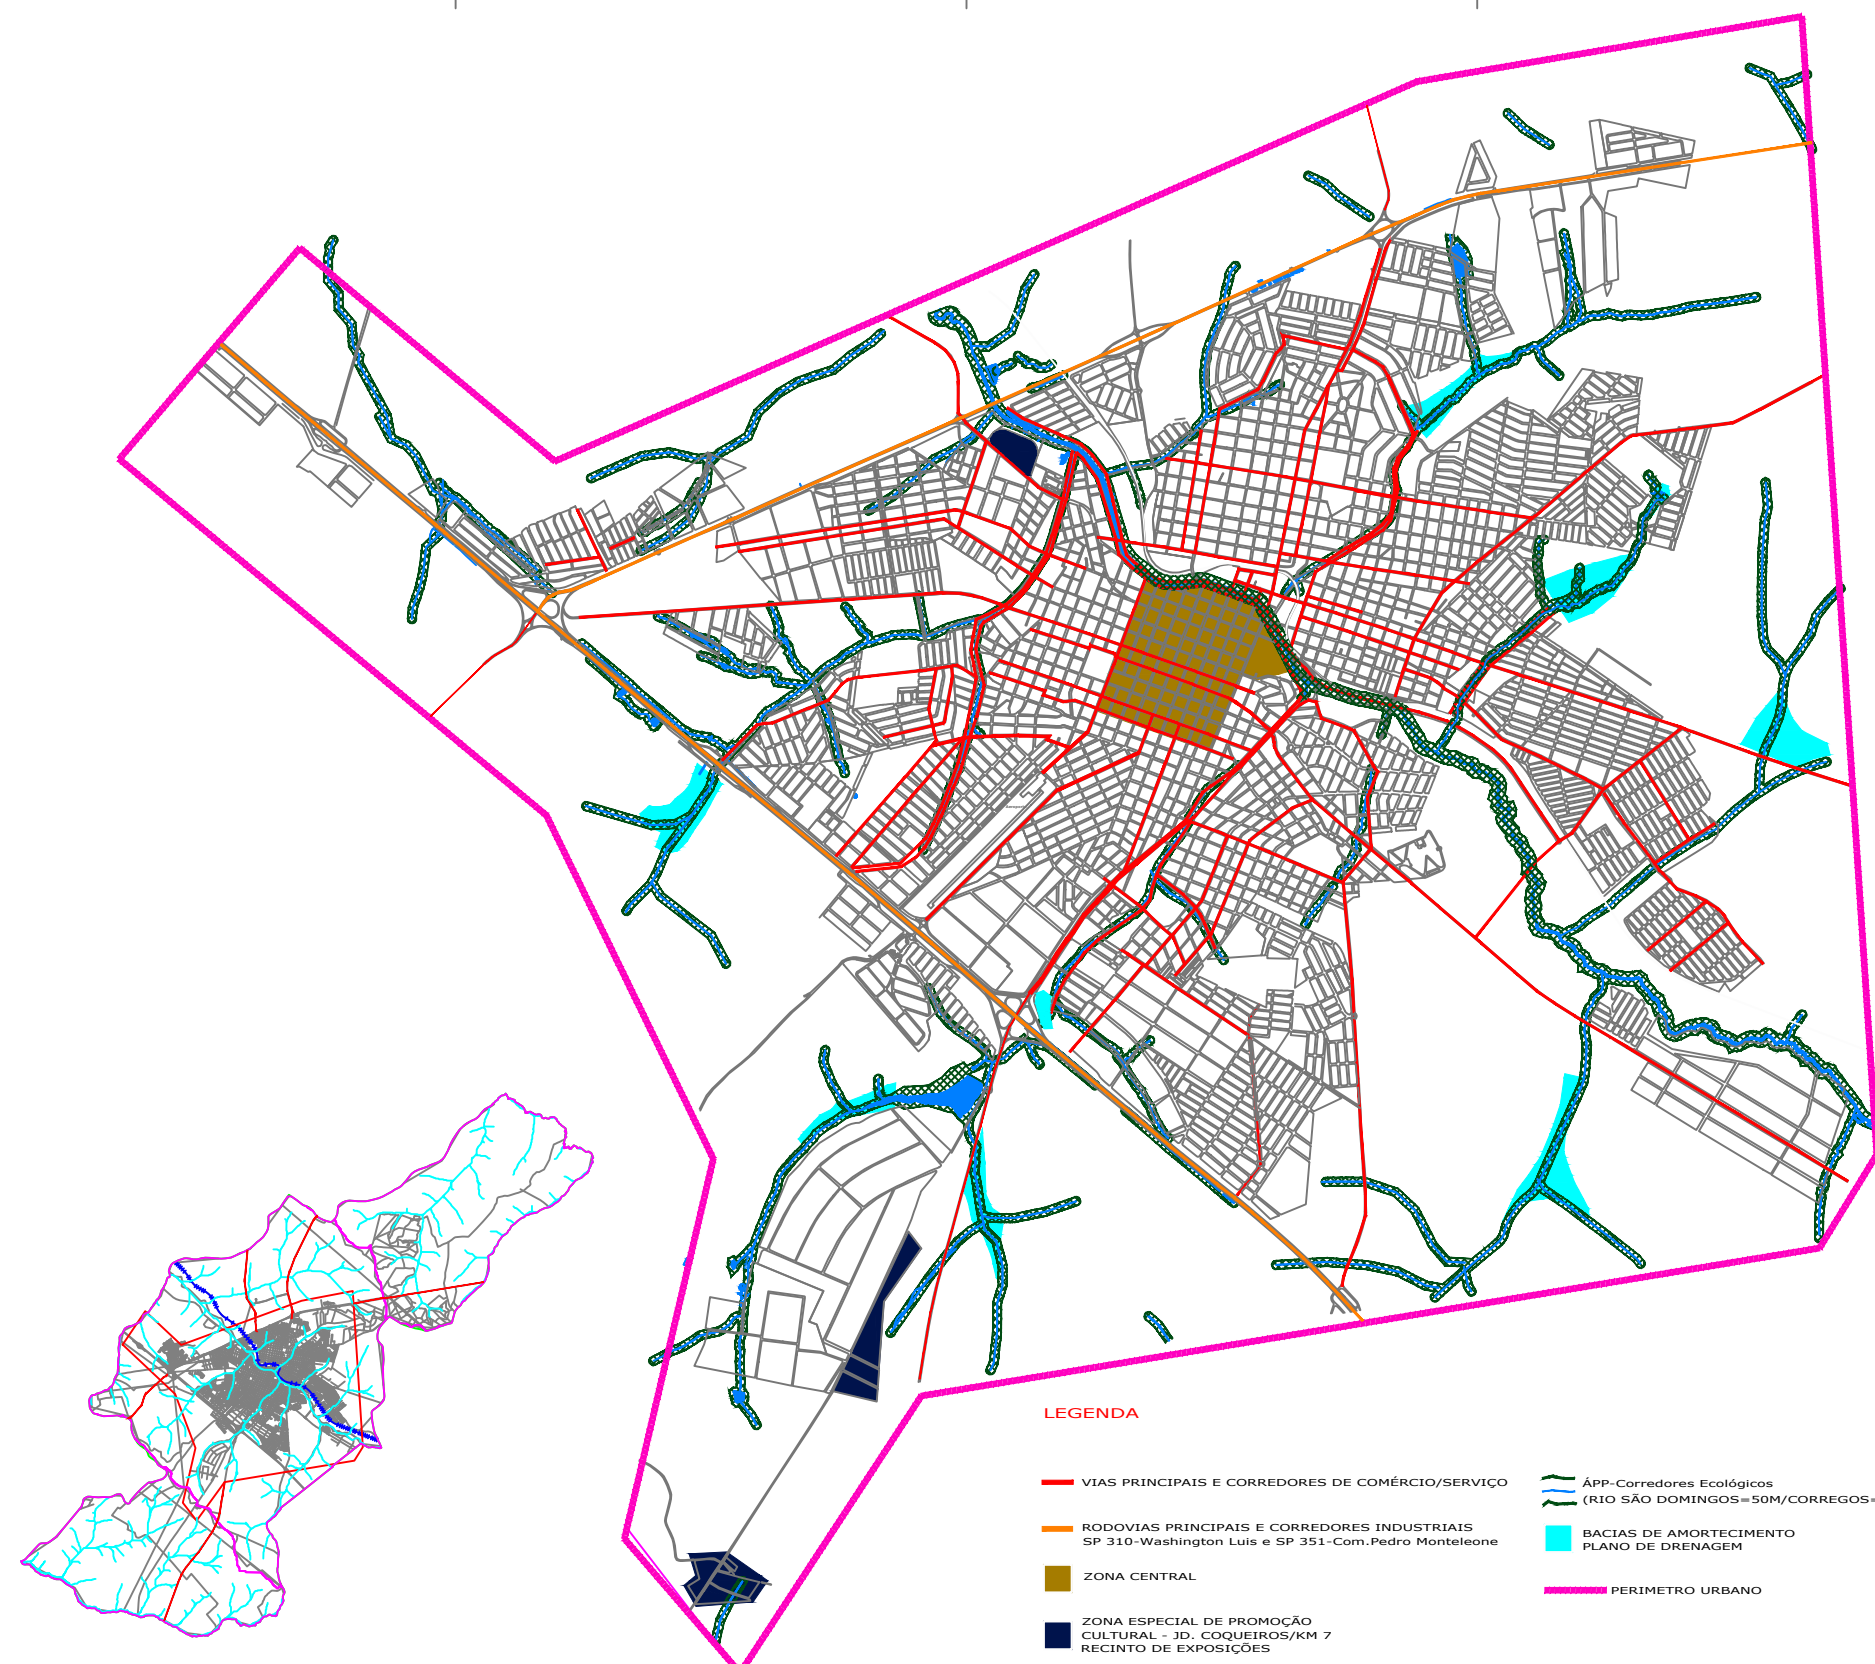 LEGENDA
VIAS PRINCIPAIS E CORREDORES DE COMÉRCIO/SERVIÇO
RODOVIAS PRINCIPAIS E CORREDORES INDUSTRIAIS
SP 310-Washington Luis e SP 351-Com.Pedro Monteleone
ZONA CENTRAL
ZONA ESPECIAL DE PROMOÇÃO
CULTURAL - JD. COQUEIROS/KM 7
RECINTO DE EXPOSIÇÕES
ÁPP-Corredores Ecológicos
(RIO SÃO DOMINGOS=50M/CORREGOS=
BACIAS DE AMORTECIMENTO
PLANO DE DRENAGEM
PERIMETRO URBANO